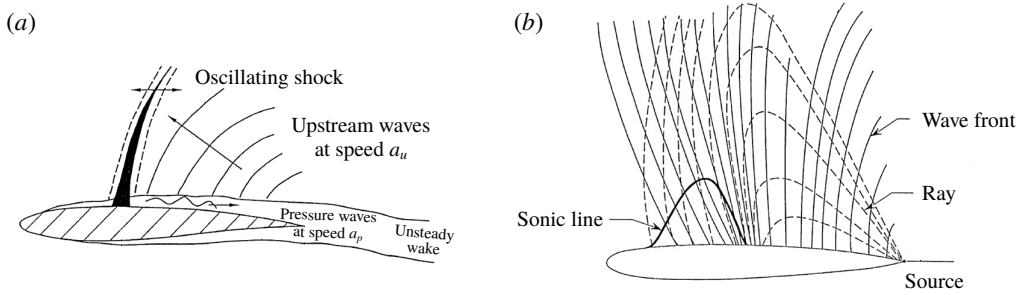 (a)
Oscillating shock
Upstream waves
at speed a_u
Pressure waves
at speed a_p
Unsteady
wake
(b)
Wave front
Ray
Sonic line
Source